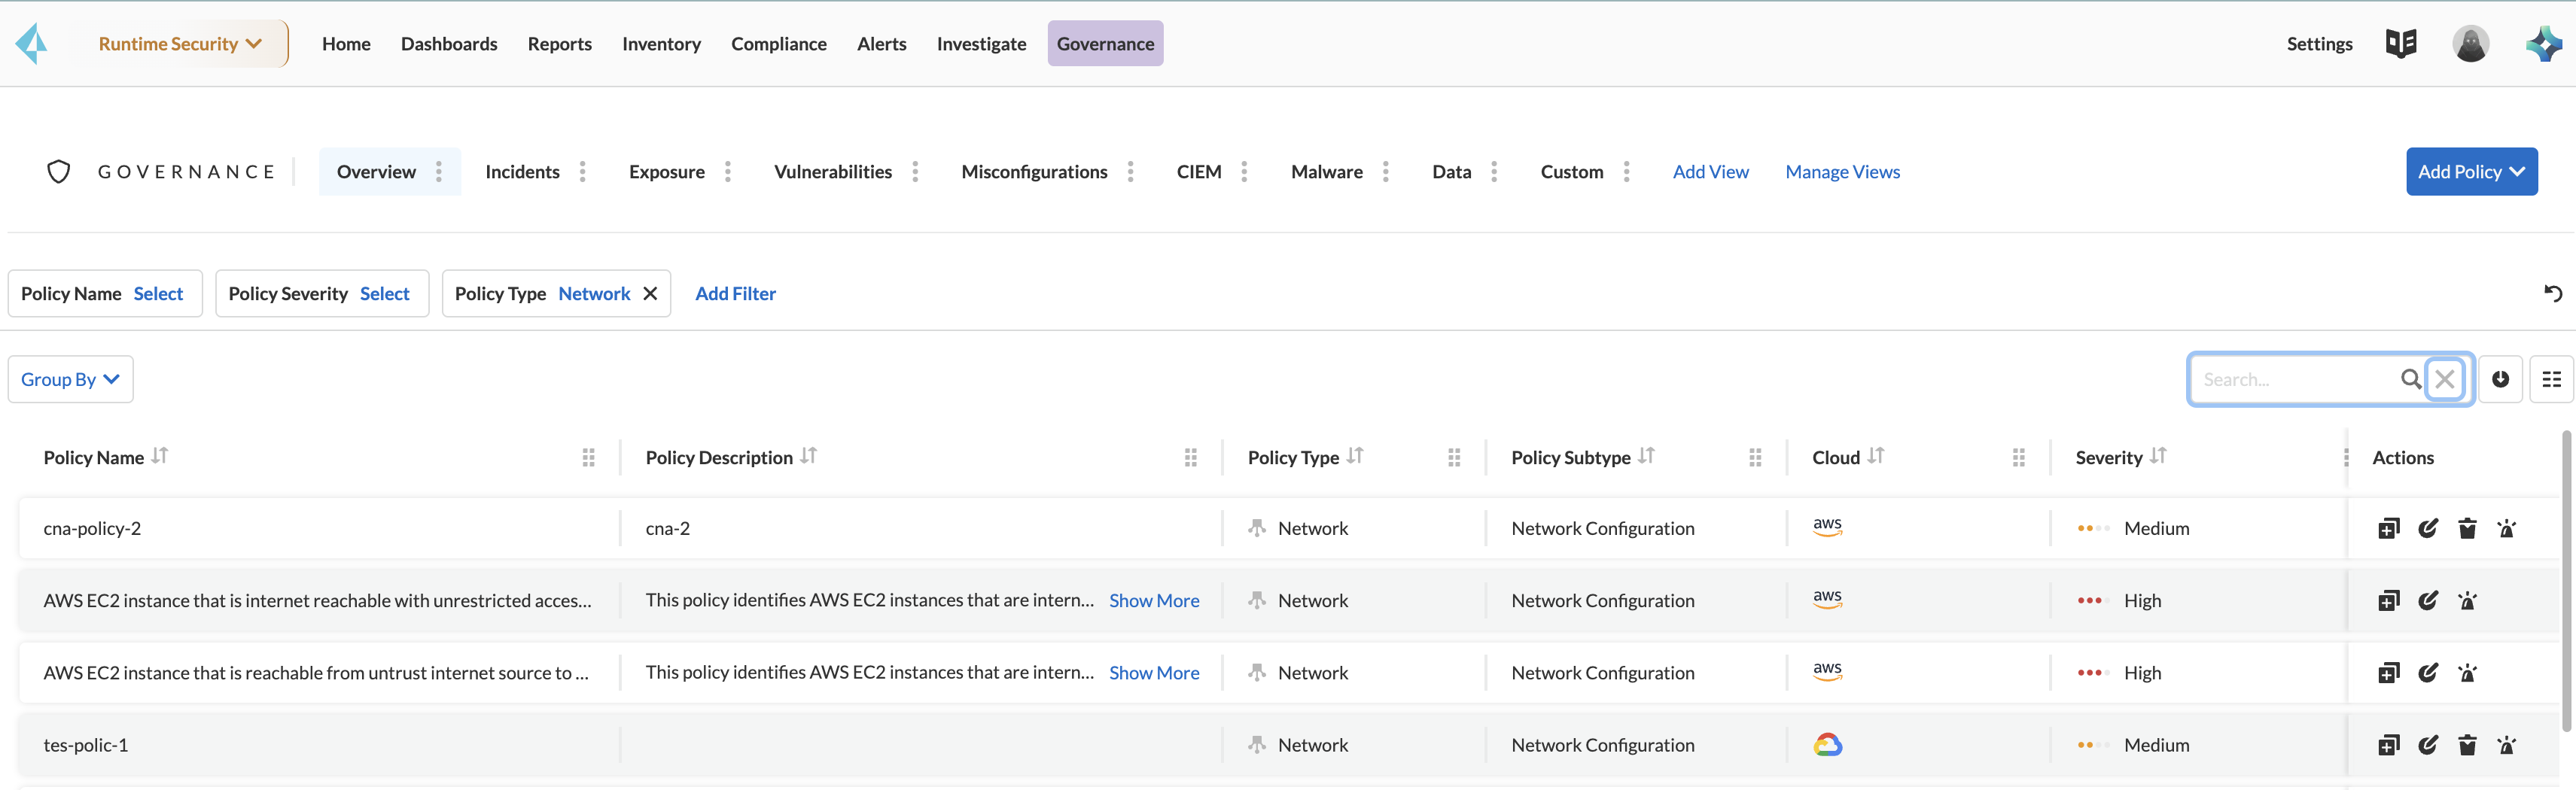 Runtime Security Home Dashboards Reports Inventory Compliance Alerts Investigate Governance Settings
GOVERNANCE Overview Incidents Exposure Vulnerabilities Misconfigurations CIEM Malware Data Custom Add View Manage Views Add Policy
Policy Name Select Policy Severity Select Policy Type Network Add Filter
Group By Search...
Policy Name Policy Description Policy Type Policy Subtype Cloud Severity Actions
cna-policy-2 cna-2 Network Network Configuration aws Medium
AWS EC2 instance that is internet reachable with unrestricted acces... This policy identifies AWS EC2 instances that are intern... Show More Network Network Configuration aws High
AWS EC2 instance that is reachable from untrust internet source to ... This policy identifies AWS EC2 instances that are intern... Show More Network Network Configuration aws High
tes-polic-1 Network Network Configuration Medium